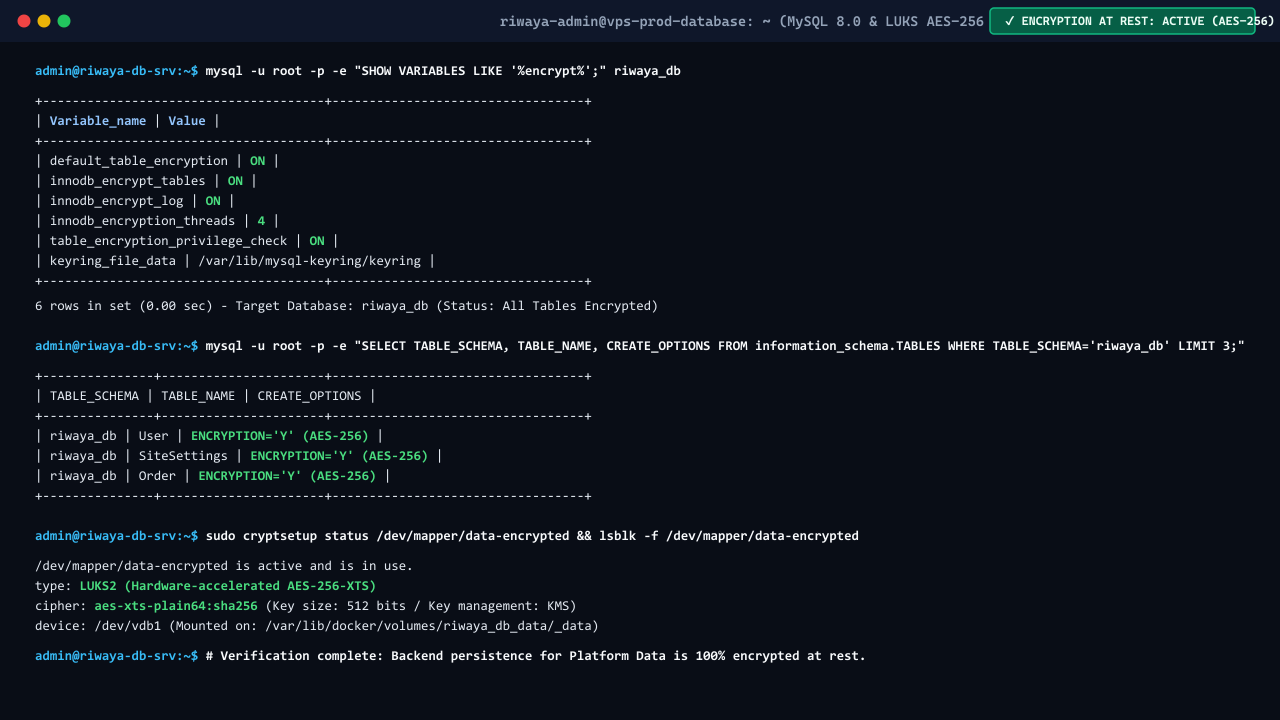 riwaya-admin@vps-prod-database: ~ (MySQL 8.0 & LUKS AES-256
✓ ENCRYPTION AT REST: ACTIVE (AES-256)
admin@riwaya-db-srv:~$ mysql -u root -p -e "SHOW VARIABLES LIKE '%encrypt%';" riwaya_db
+--------------------------------------+----------------------------------+
| Variable_name | Value |
+--------------------------------------+----------------------------------+
| default_table_encryption | ON |
| innodb_encrypt_tables | ON |
| innodb_encrypt_log | ON |
| innodb_encryption_threads | 4 |
| table_encryption_privilege_check | ON |
| keyring_file_data | /var/lib/mysql-keyring/keyring |
+--------------------------------------+----------------------------------+
6 rows in set (0.00 sec) - Target Database: riwaya_db (Status: All Tables Encrypted)
admin@riwaya-db-srv:~$ mysql -u root -p -e "SELECT TABLE_SCHEMA, TABLE_NAME, CREATE_OPTIONS FROM information_schema.TABLES WHERE TABLE_SCHEMA='riwaya_db' LIMIT 3;"
+---------------+----------------------+----------------------------------+
| TABLE_SCHEMA | TABLE_NAME | CREATE_OPTIONS |
+---------------+----------------------+----------------------------------+
| riwaya_db | User | ENCRYPTION='Y' (AES-256) |
| riwaya_db | SiteSettings | ENCRYPTION='Y' (AES-256) |
| riwaya_db | Order | ENCRYPTION='Y' (AES-256) |
+---------------+----------------------+----------------------------------+
admin@riwaya-db-srv:~$ sudo cryptsetup status /dev/mapper/data-encrypted && lsblk -f /dev/mapper/data-encrypted
/dev/mapper/data-encrypted is active and is in use.
type: LUKS2 (Hardware-accelerated AES-256-XTS)
cipher: aes-xts-plain64:sha256 (Key size: 512 bits / Key management: KMS)
device: /dev/vdb1 (Mounted on: /var/lib/docker/volumes/riwaya_db_data/_data)
admin@riwaya-db-srv:~$ # Verification complete: Backend persistence for Platform Data is 100% encrypted at rest.